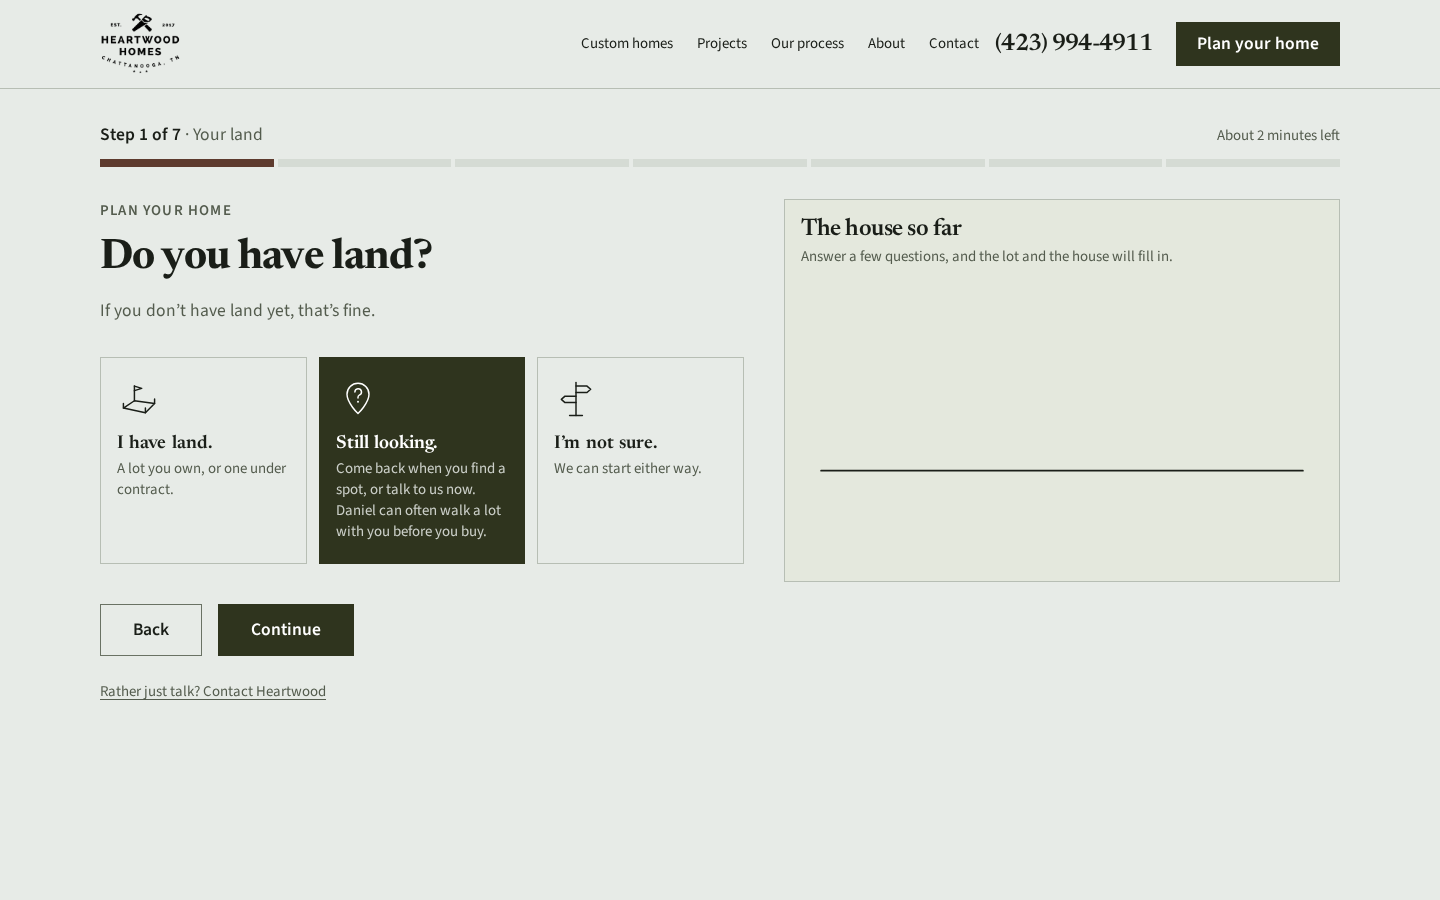 EST. 2017
HEARTWOOD
HOMES
CHATTANOOGA, TN
Custom homes
Projects
Our process
About
Contact
(423) 994-4911
Plan your home
Step 1 of 7 · Your land
About 2 minutes left
PLAN YOUR HOME
Do you have land?
If you don’t have land yet, that’s fine.
I have land.
A lot you own, or one under
contract.
?
Still looking.
Come back when you find a
spot, or talk to us now.
Daniel can often walk a lot
with you before you buy.
I’m not sure.
We can start either way.
Back
Continue
Rather just talk? Contact Heartwood
The house so far
Answer a few questions, and the lot and the house will fill in.